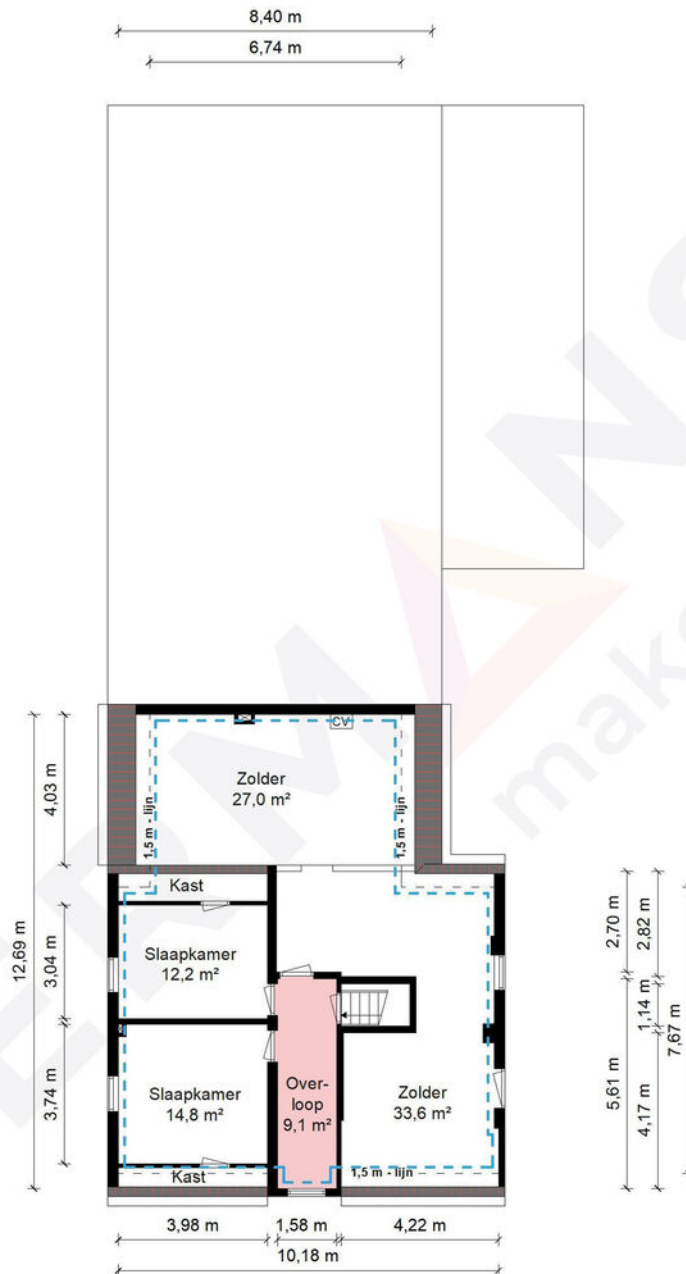 8,40 m
6,74 m
Zolder
27,0 m²
CV
1,5 m - lijn
1,5 m - lijn
4,03 m
12,69 m
Kast
Slaapkamer
12,2 m²
3,04 m
Slaapkamer
14,8 m²
3,74 m
Kast
Over-
loop
9,1 m²
Zolder
33,6 m²
1,5 m - lijn
2,70 m
2,82 m
1,14 m
7,67 m
5,61 m
4,17 m
3,98 m
1,58 m
4,22 m
10,18 m
ERMANS
make